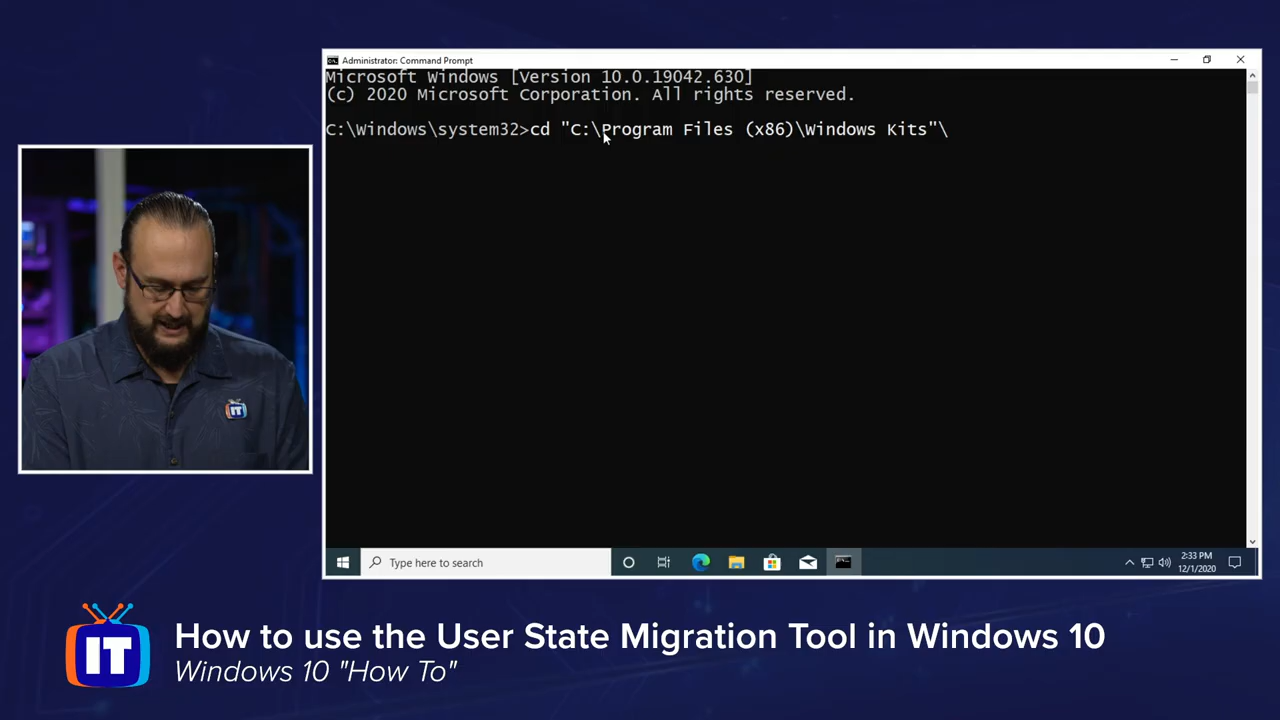 Administrator: Command Prompt
Microsoft Windows [Version 10.0.19042.630]
(c) 2020 Microsoft Corporation. All rights reserved.
C:\Windows\system32>cd "C:\Program Files (x86)\Windows Kits"\
IT
Type here to search
2:33 PM
12/1/2020
IT
How to use the User State Migration Tool in Windows 10
Windows 10 "How To"